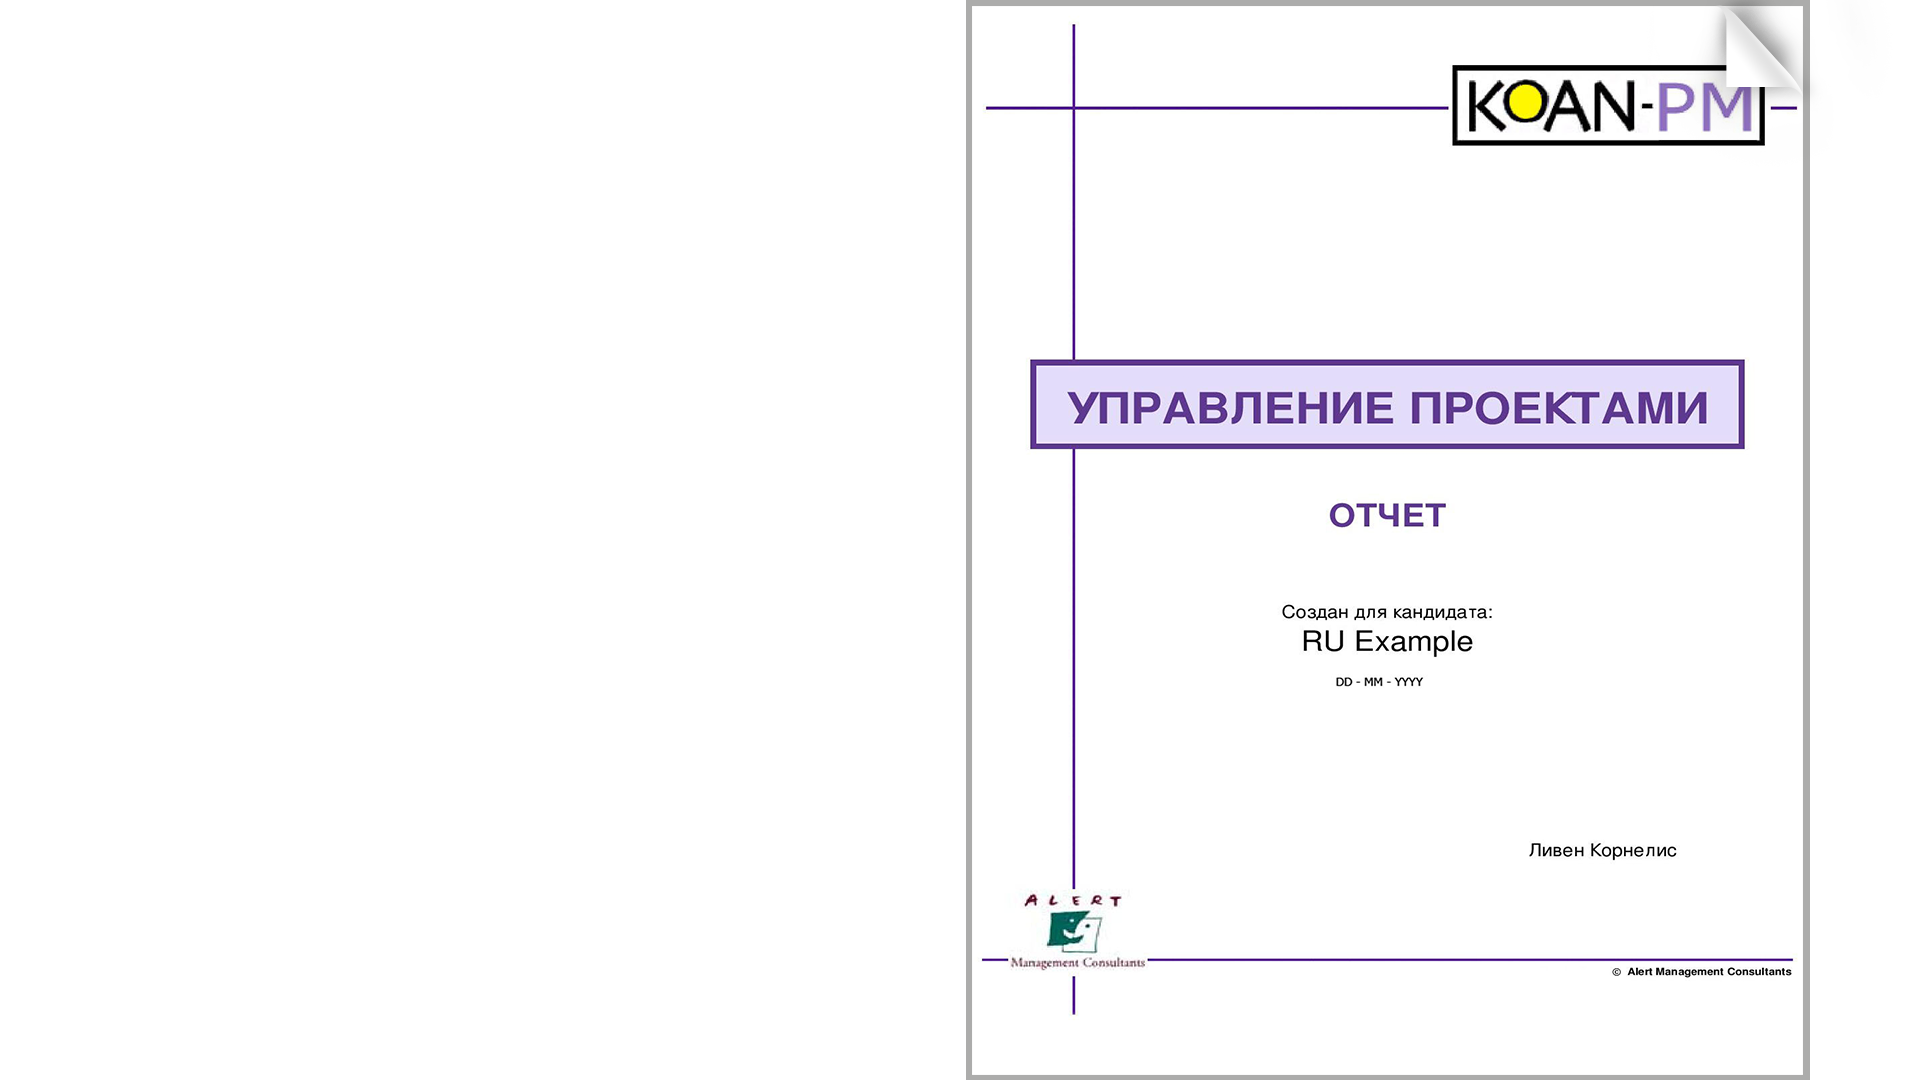 KOAN-PM
УПРАВЛЕНИЕ ПРОЕКТАМИ
ОТЧЕТ
Создан для кандидата:
RU Example
DD - MM - YYYY
Ливен Корнелис
ALERT
Management Consultants
© Alert Management Consultants